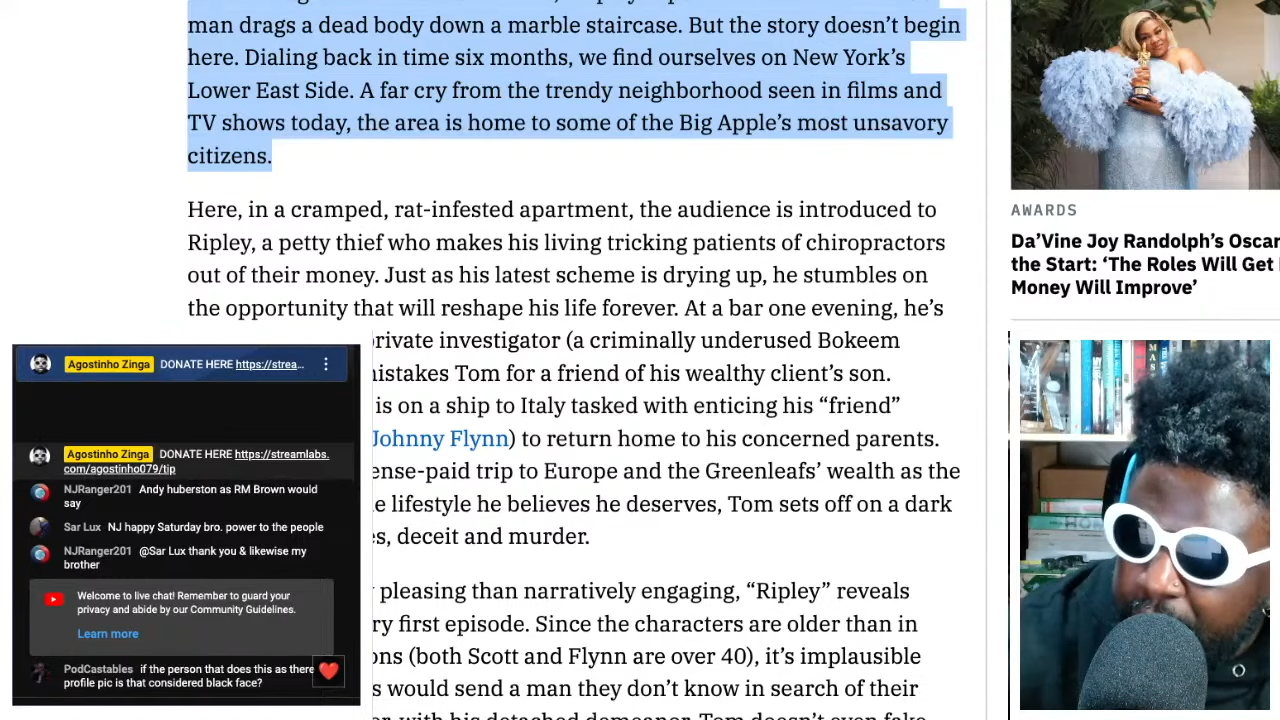 man drags a dead body down a marble staircase. But the story doesn't begin
here. Dialing back in time six months, we find ourselves on New York's
Lower East Side. A far cry from the trendy neighborhood seen in films and
TV shows today, the area is home to some of the Big Apple's most unsavory
citizens.
Here, in a cramped, rat-infested apartment, the audience is introduced to
Ripley, a petty thief who makes his living tricking patients of chiropractors
out of their money. Just as his latest scheme is drying up, he stumbles on
the opportunity that will reshape his life forever. At a bar one evening, he's
private investigator (a criminally underused Bokeem
mistakes Tom for a friend of his wealthy client's son.
is on a ship to Italy tasked with enticing his "friend"
Johnny Flynn) to return home to his concerned parents.
ense-paid trip to Europe and the Greenleafs' wealth as the
e lifestyle he believes he deserves, Tom sets off on a dark
es, deceit and murder.
pleasing than narratively engaging, "Ripley" reveals
ry first episode. Since the characters are older than in
ons (both Scott and Flynn are over 40), it's implausible
s would send a man they don't know in search of their
AWARDS
Da'Vine Joy Randolph's Oscar
the Start: 'The Roles Will Get
Money Will Improve'
Agostinho Zinga DONATE HERE https://strea...
Agostinho Zinga DONATE HERE https://streamlabs.
com/agostinho079/tip
NJRanger201 Andy huberston as RM Brown would
say
Sar Lux NJ happy Saturday bro. power to the people
NJRanger201 @Sar Lux thank you & likewise my
brother
Welcome to live chat! Remember to guard your
privacy and abide by our Community Guidelines.
Learn more
PodCastables if the person that does this as there
profile pic is that considered black face?